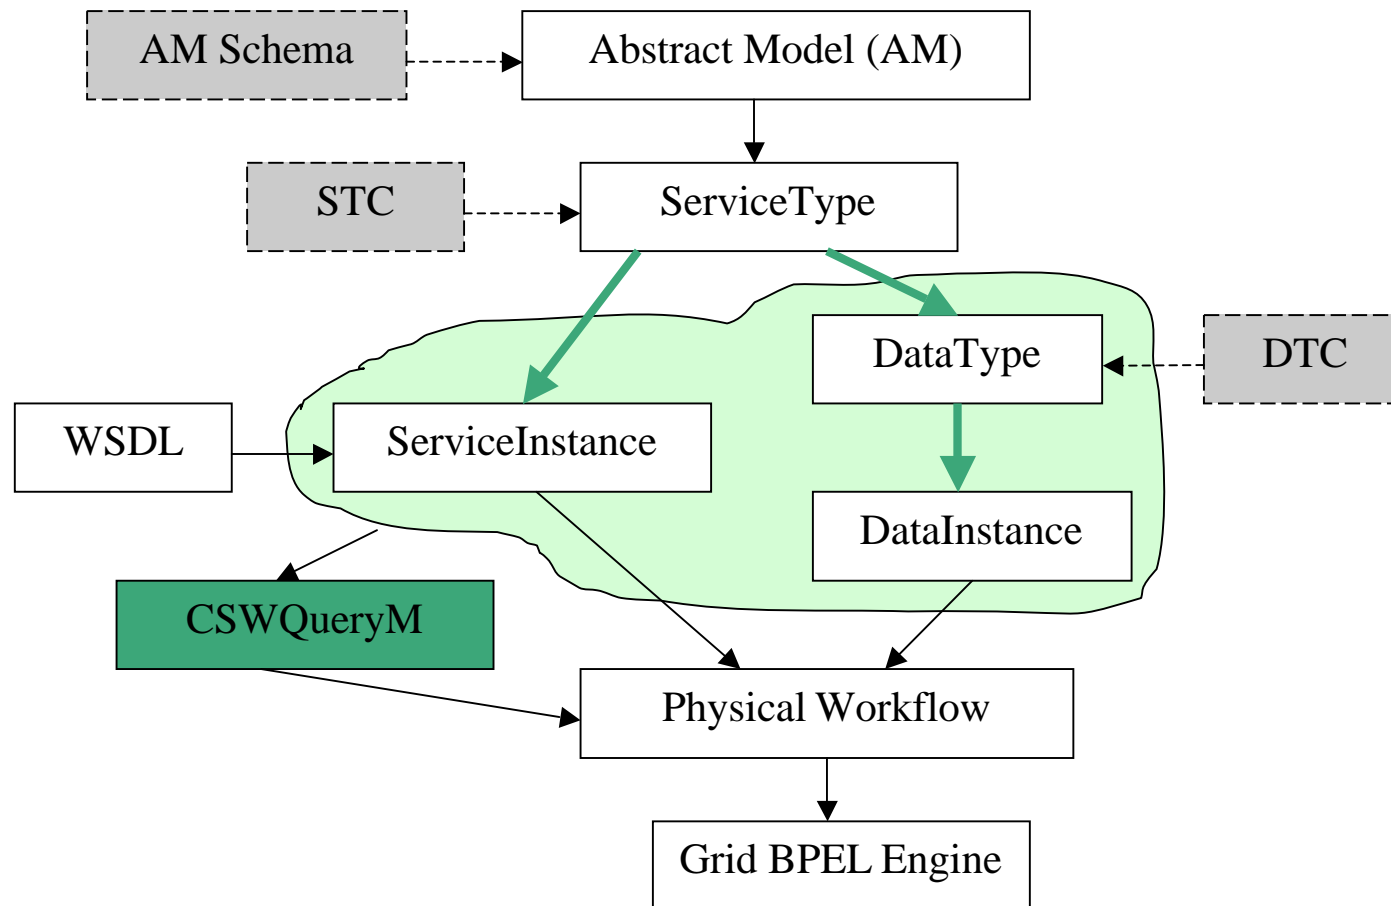 AM Schema
Abstract Model (AM)
STC
ServiceType
DataType
DTC
WSDL
ServiceInstance
DataInstance
CSWQueryM
Physical Workflow
Grid BPEL Engine